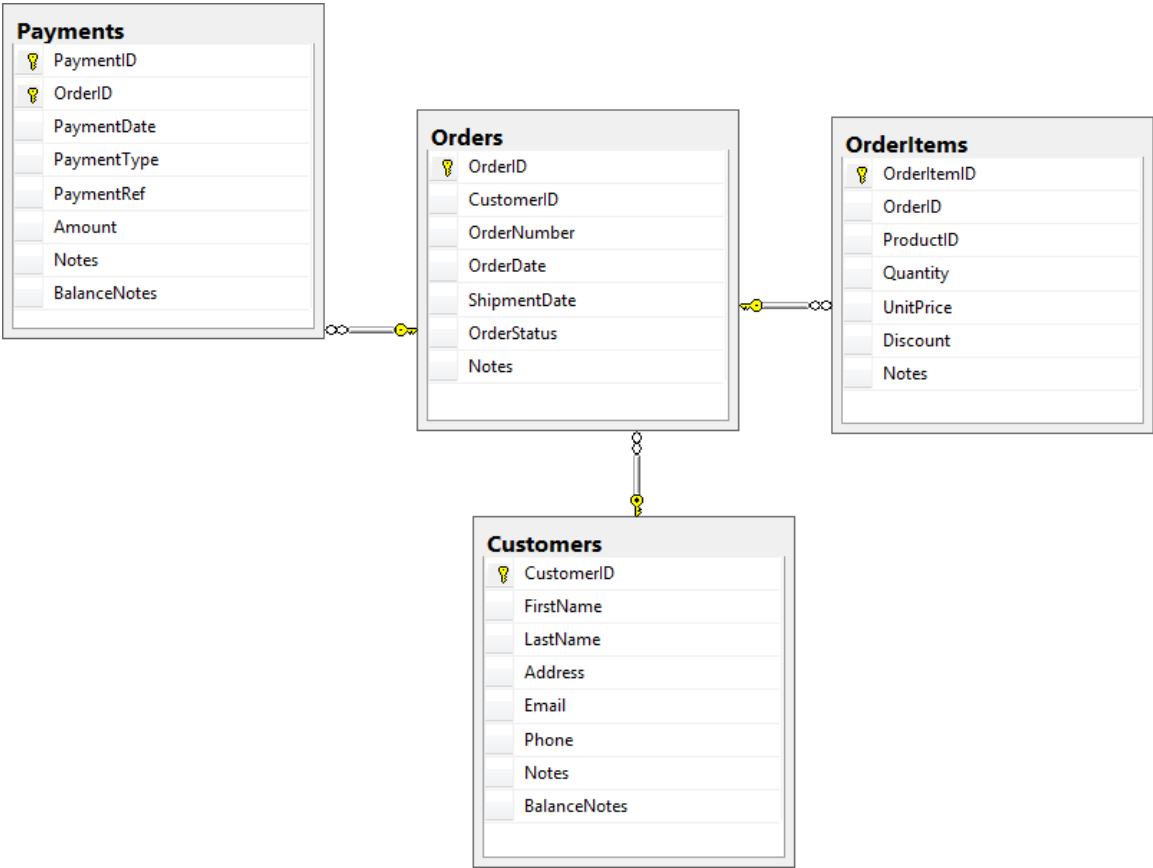 Payments
PaymentID
OrderID
PaymentDate
PaymentType
PaymentRef
Amount
Notes
BalanceNotes
Orders
OrderID
CustomerID
OrderNumber
OrderDate
ShipmentDate
OrderStatus
Notes
OrderItems
OrderItemID
OrderID
ProductID
Quantity
UnitPrice
Discount
Notes
Customers
CustomerID
FirstName
LastName
Address
Email
Phone
Notes
BalanceNotes